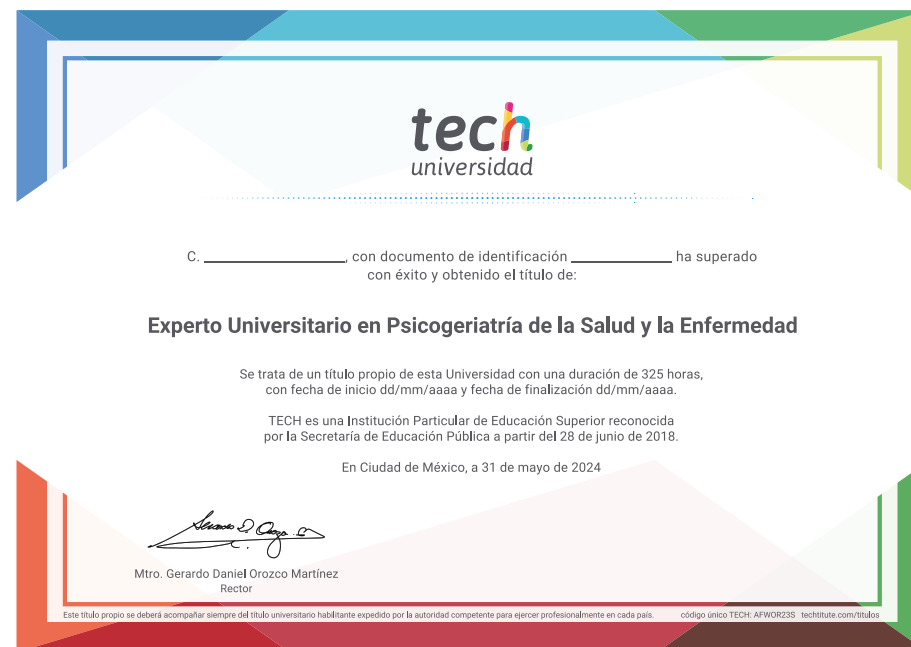 tech
universidad
C. ____________, con documento de identificación ____________ ha superado
con éxito y obtenido el título de:
Experto Universitario en Psicogeriatría de la Salud y la Enfermedad
Se trata de un título propio de esta Universidad con una duración de 325 horas,
con fecha de inicio dd/mm/aaaa y fecha de finalización dd/mm/aaaa.
TECH es una Institución Particular de Educación Superior reconocida
por la Secretaría de Educación Pública a partir del 28 de junio de 2018.
En Ciudad de México, a 31 de mayo de 2024
Mtro. Gerardo Daniel Orozco Martínez
Rector
Este título propio se deberá acompañar siempre del título universitario habilitante expedido por la autoridad competente para ejercer profesionalmente en cada país. código único TECH: AFWOR23S techtitute.com/titulos